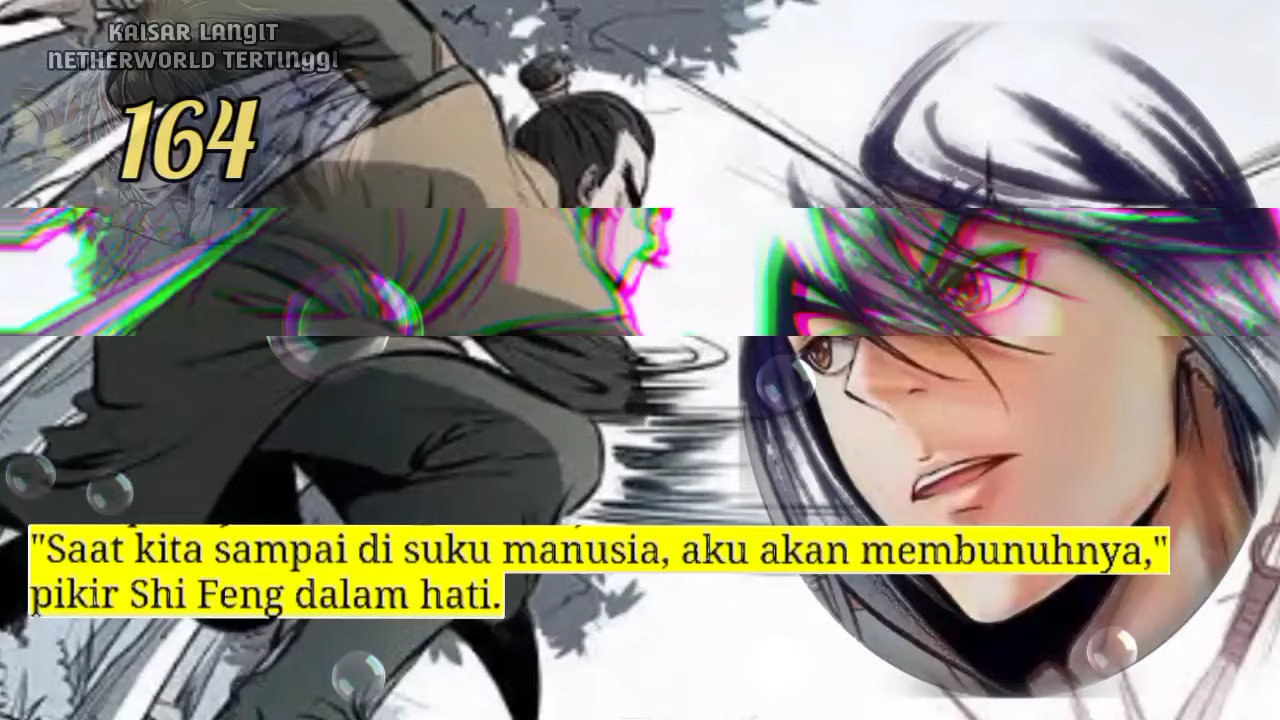 KAISAR LANGIT
NETHERWORLD TERTINGGI
164
"Saat kita sampai di suku manusia, aku akan membunuhnya,"
pikir Shi Feng dalam hati.